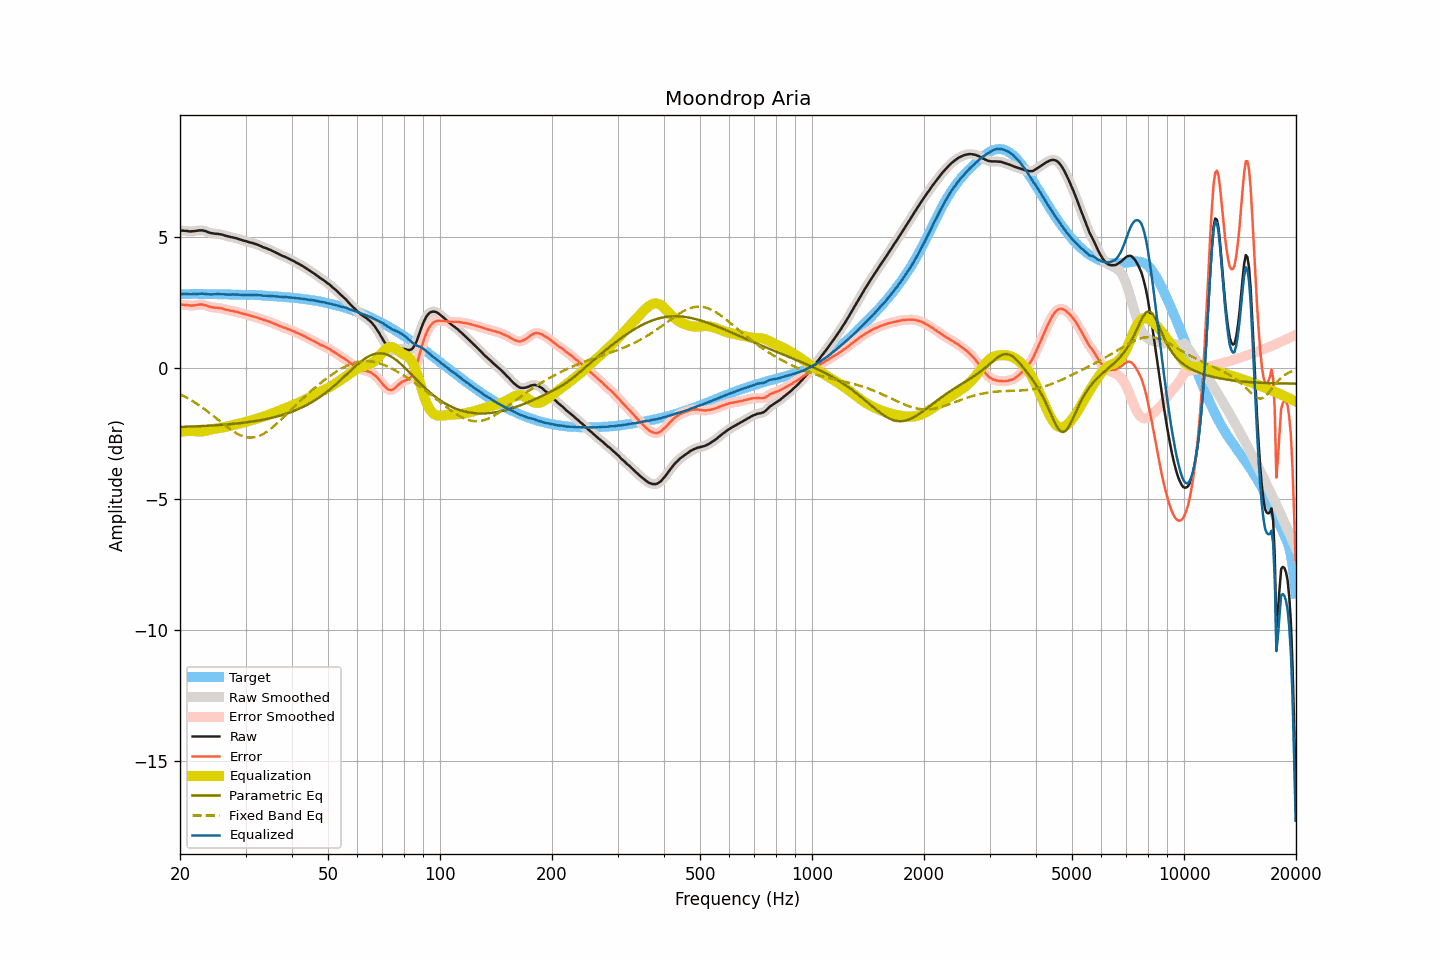 Moondrop Aria
Amplitude (dBr)
5
0
−5
−10
−15
Target
Raw Smoothed
Error Smoothed
Raw
Error
Equalization
Parametric Eq
Fixed Band Eq
Equalized
20 50 100 200 500 1000 2000 5000 10000 20000
Frequency (Hz)